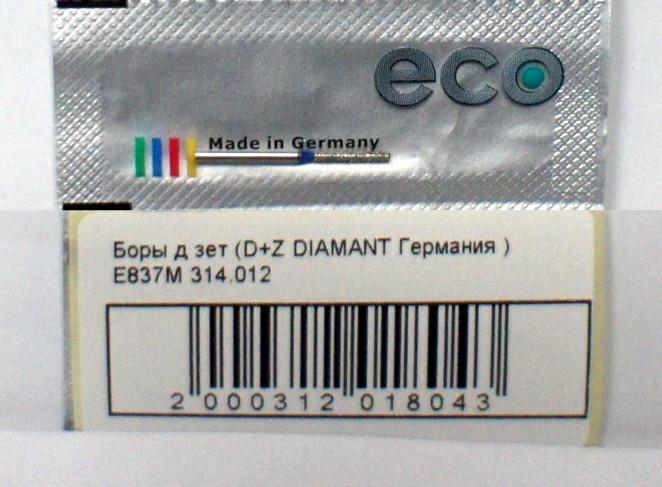 eco
Made in Germany
Боры д зет (D+Z DIAMANT Германия )
E837M 314.012
2 000312 018043